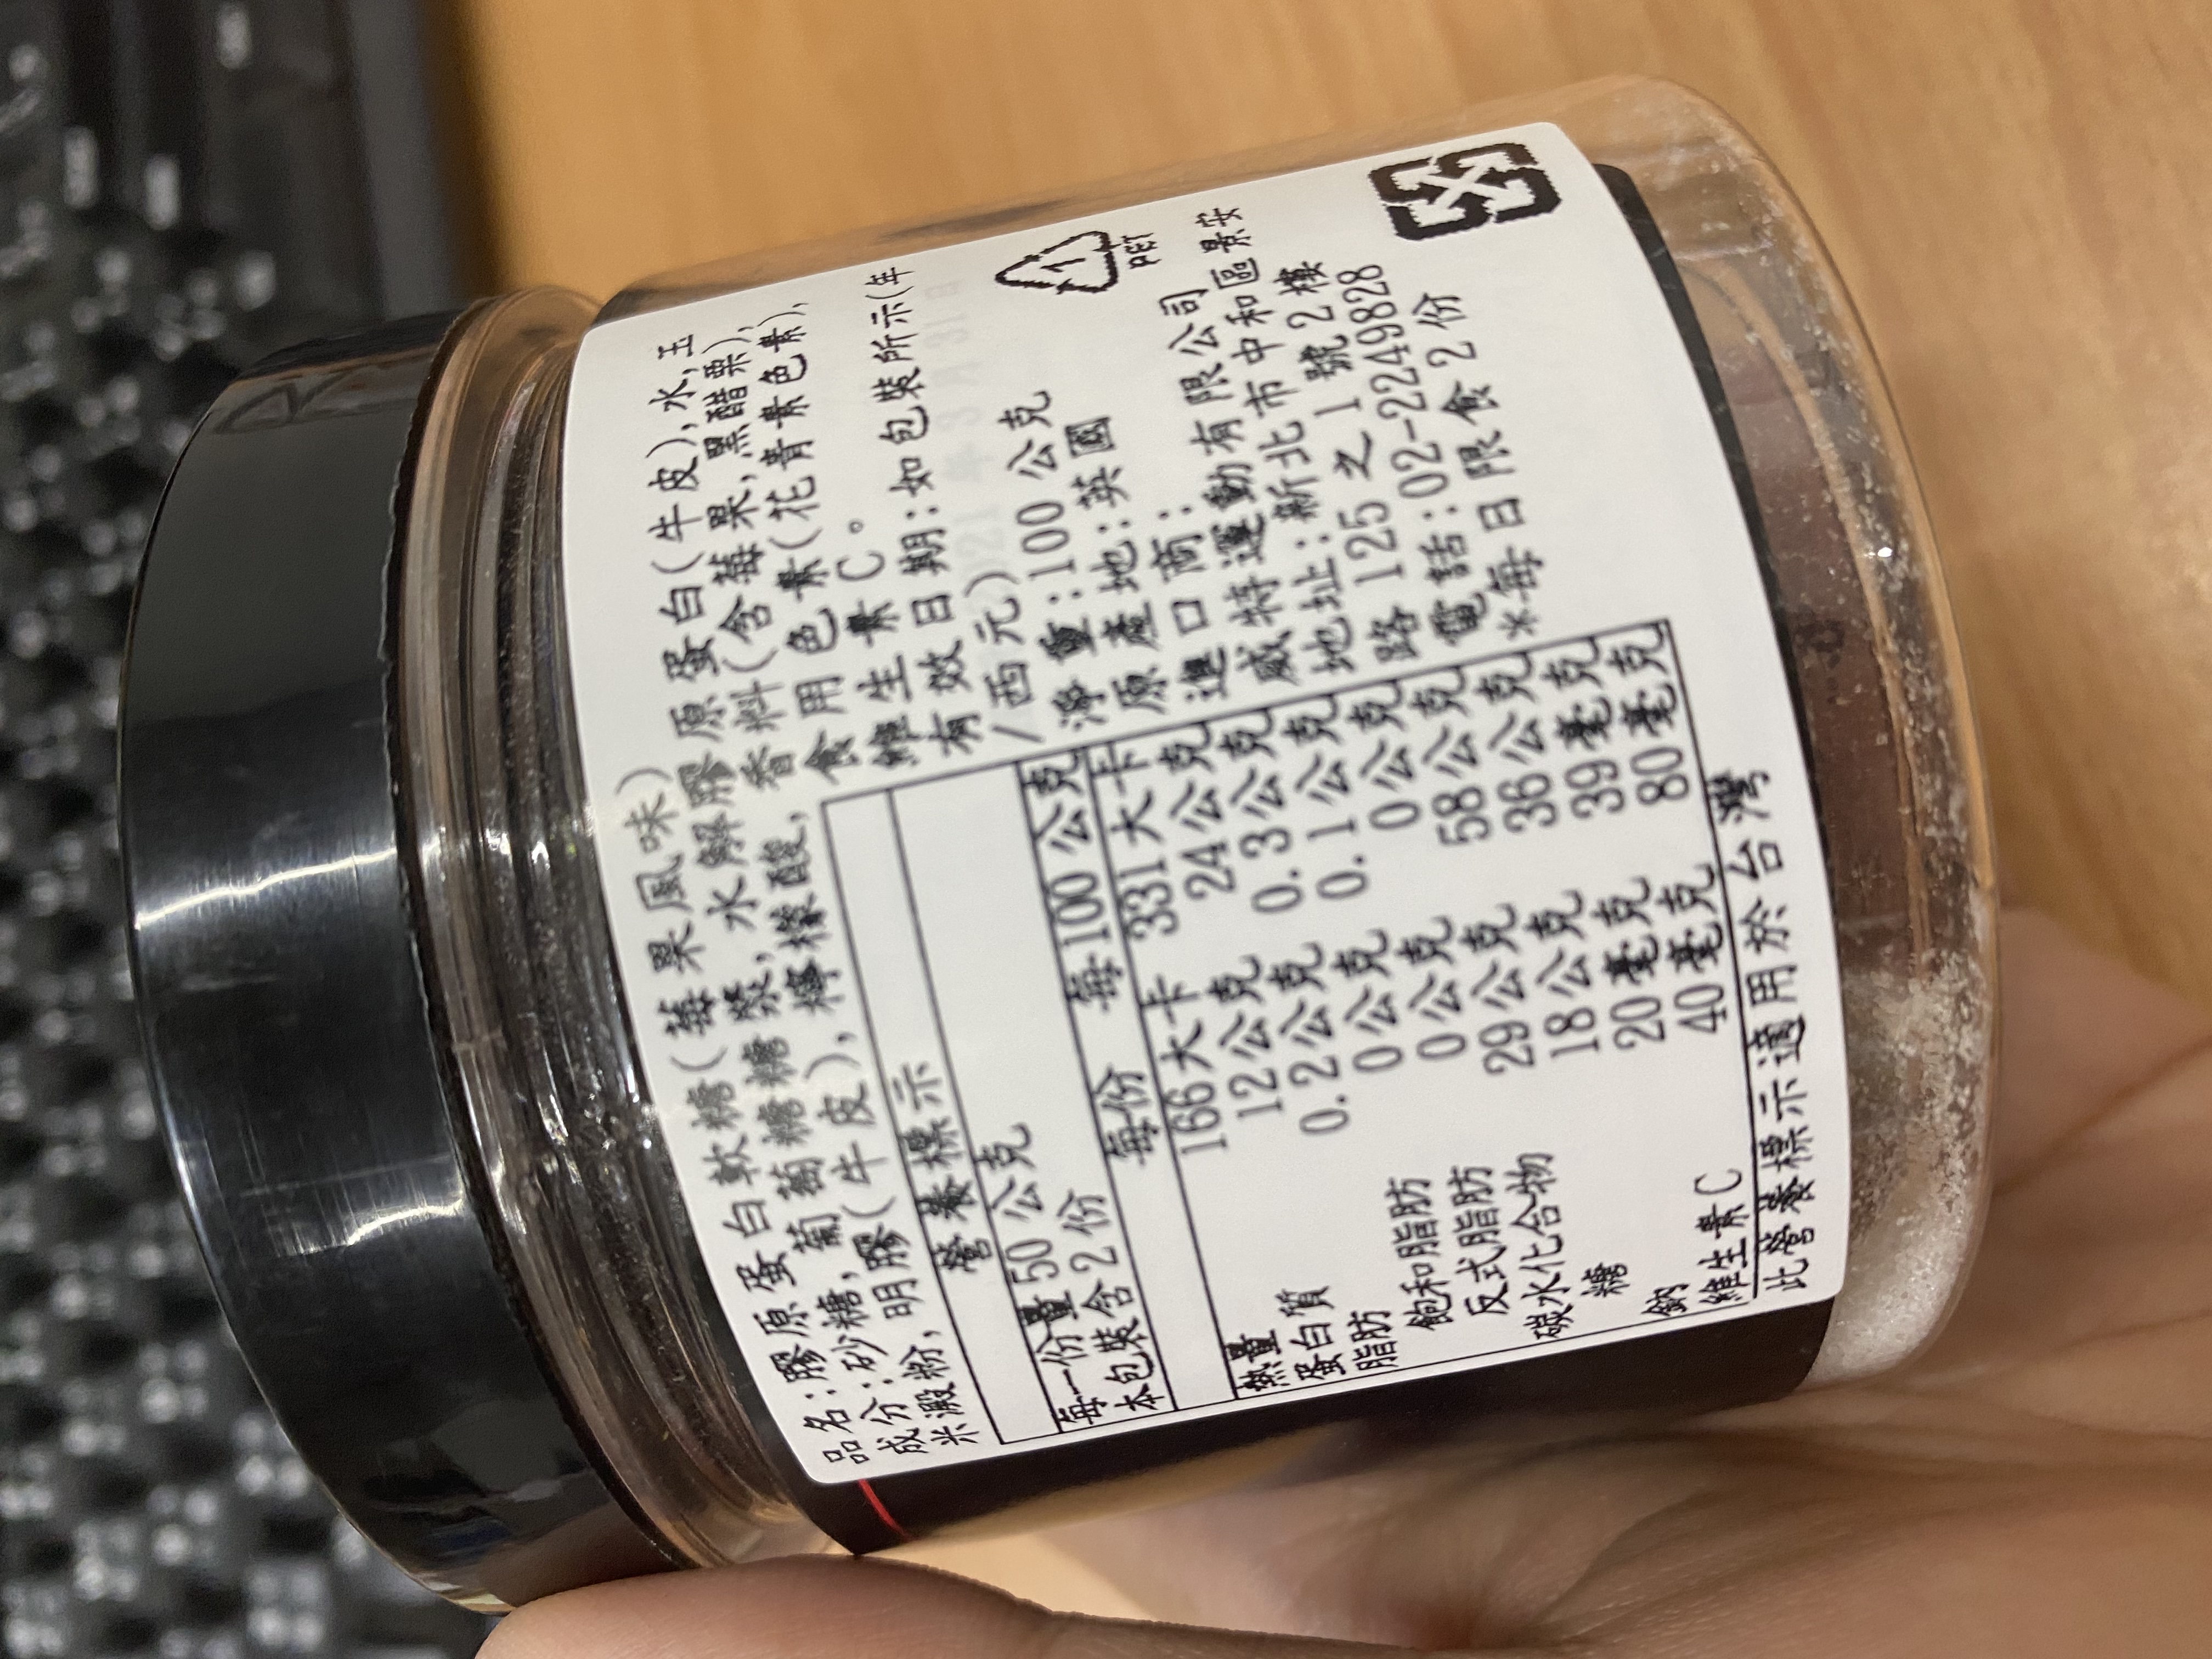 品名:膠原蛋白軟糖(莓果風味)
成分:砂糖,葡萄糖糖漿,水解膠原蛋白(牛皮),水,玉
米澱粉,明膠(牛皮),檸檬酸,香料(含莓果,黑醋栗),
食用色素(花青素色素),
維生素C。
有效日期:如包裝所示(年
/西元)
淨重:100公克
原產地:英國
進口商:
威特運動有限公司
地址:新北市中和區景安
路125之1號2樓
電話:02-2249828
*每日限食2份
PET
1
營養標示
每一份量50公克
本包裝含2份
每份 每100公克
熱量 166大卡 331大卡
蛋白質 12公克 24公克
脂肪 0.2公克 0.3公克
飽和脂肪 0公克 0.1公克
反式脂肪 0公克 0公克
碳水化合物 29公克 58公克
糖 18公克 36公克
鈉 20毫克 39毫克
維生素C 40毫克 80毫克
此營養標示適用於台灣